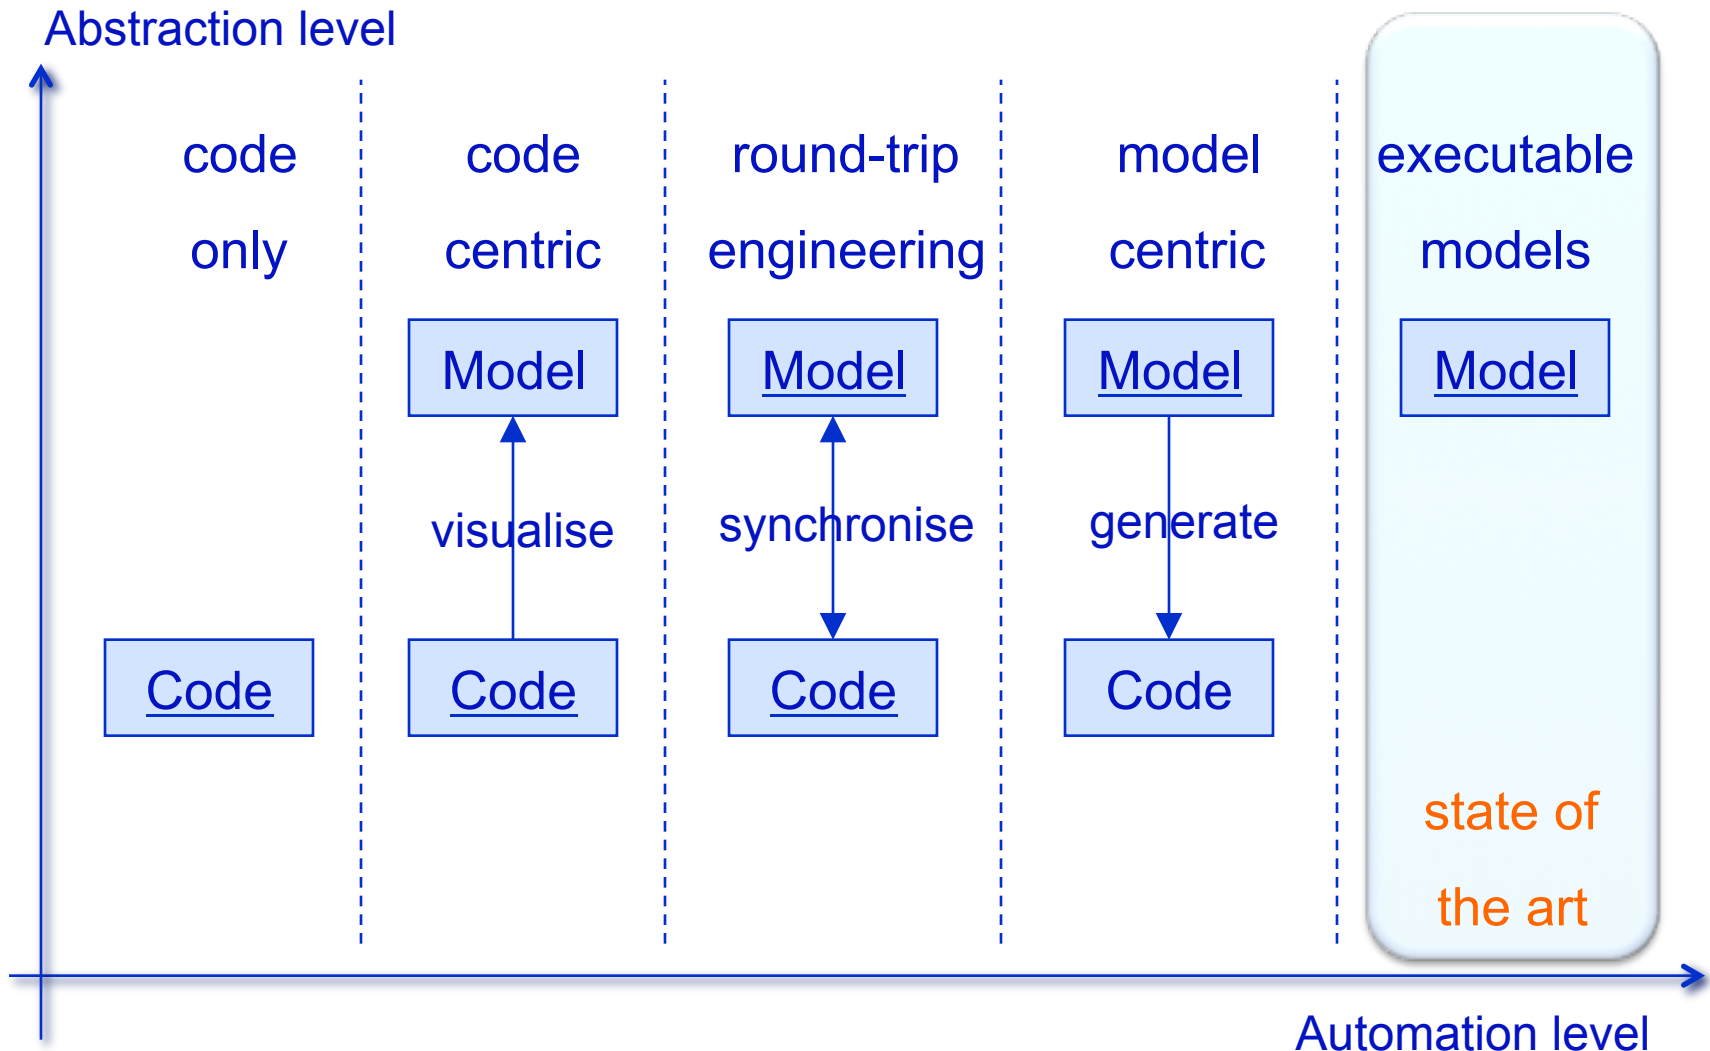 Abstraction level
code
only
code
centric
round-trip
engineering
model
centric
executable
models
Model
Model
Model
Model
visualise
synchronise
generate
Code
Code
Code
Code
state of
the art
Automation level